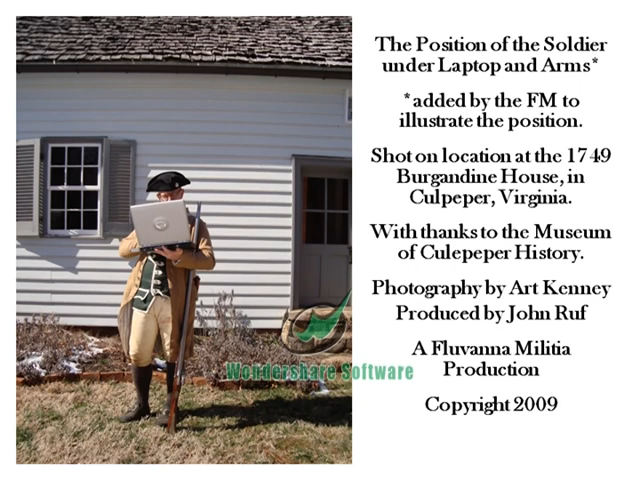 The Position of the Soldier
under Laptop and Arms*
*added by the FM to
illustrate the position.
Shot on location at the 1749
Burgandine House, in
Culpeper, Virginia.
With thanks to the Museum
of Culepeper History.
Photography by Art Kenney
Produced by John Ruf
A Fluvanna Militia
Production
Copyright 2009
Wondershare Software